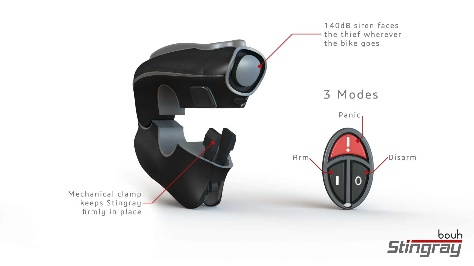 140dB siren faces
the thief wherever
the bike goes
3 Modes
Panic
!
Arm
Disarm
I
O
Mechanical clamp
keeps Stingray
firmly in place
bouh
Stingray